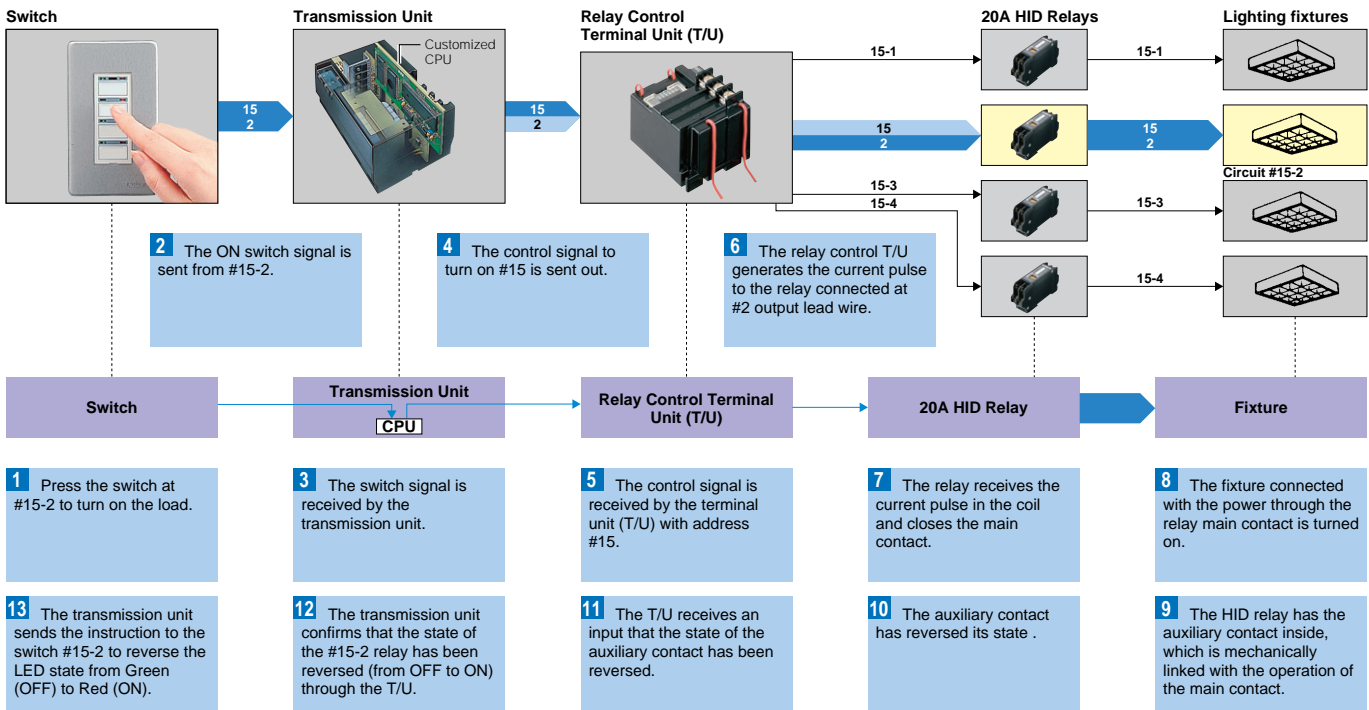 Switch
Transmission Unit
Relay Control
Terminal Unit (T/U)
20A HID Relays
Lighting fixtures
Customized
CPU
15
2
15
2
15-1
15-1
15
2
15
2
Circuit #15-2
15-3
15-4
15-3
15-4
2 The ON switch signal is
sent from #15-2.
4 The control signal to
turn on #15 is sent out.
6 The relay control T/U
generates the current pulse
to the relay connected at
#2 output lead wire.
Switch
Transmission Unit
CPU
Relay Control Terminal
Unit (T/U)
20A HID Relay
Fixture
1 Press the switch at
#15-2 to turn on the load.
3 The switch signal is
received by the
transmission unit.
5 The control signal is
received by the terminal
unit (T/U) with address
#15.
7 The relay receives the
current pulse in the coil
and closes the main
contact.
8 The fixture connected
with the power through the
relay main contact is turned
on.
13 The transmission unit
sends the instruction to the
switch #15-2 to reverse the
LED state from Green
(OFF) to Red (ON).
12 The transmission unit
confirms that the state of
the #15-2 relay has been
reversed (from OFF to ON)
through the T/U.
11 The T/U receives an
input that the state of the
auxiliary contact has been
reversed.
10 The auxiliary contact
has reversed its state .
9 The HID relay has the
auxiliary contact inside,
which is mechanically
linked with the operation of
the main contact.